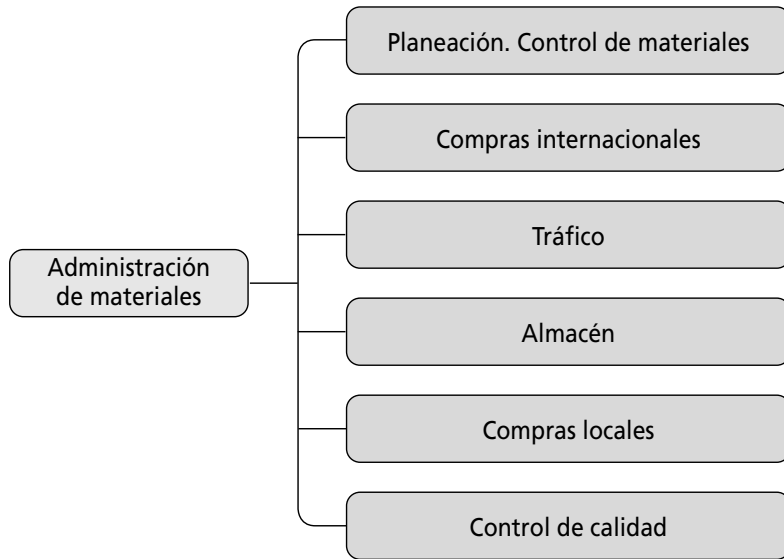 Planeación. Control de materiales
Compras internacionales
Tráfico
Administración
de materiales
Almacén
Compras locales
Control de calidad